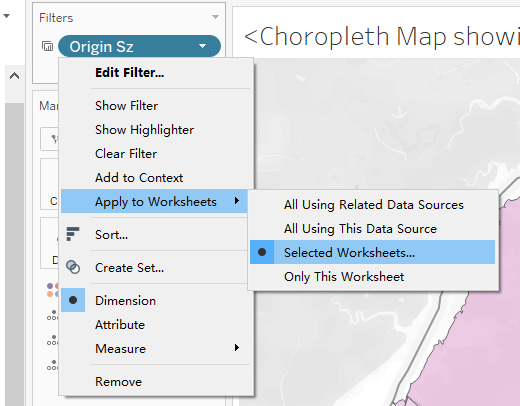 Filters
Origin Sz
<Choropleth Map showi
Edit Filter...
Show Filter
Show Highlighter
Clear Filter
Add to Context
Apply to Worksheets
All Using Related Data Sources
All Using This Data Source
Selected Worksheets...
Only This Worksheet
Sort...
Create Set...
Dimension
Attribute
Measure
Remove
Ma
C
D